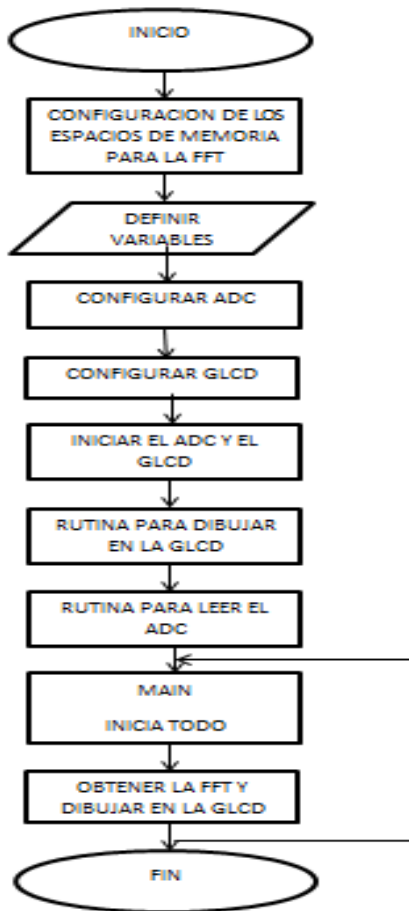 INICIO
CONFIGURACION DE LOS
ESPACIOS DE MEMORIA
PARA LA FFT
DEFINIR
VARIABLES
CONFIGURAR ADC
CONFIGURAR GLCD
INICIAR EL ADC Y EL
GLCD
RUTINA PARA DIBUJAR
EN LA GLCD
RUTINA PARA LEER EL
ADC
MAIN
INICIA TODO
OBTENER LA FFT Y
DIBUJAR EN LA GLCD
FIN